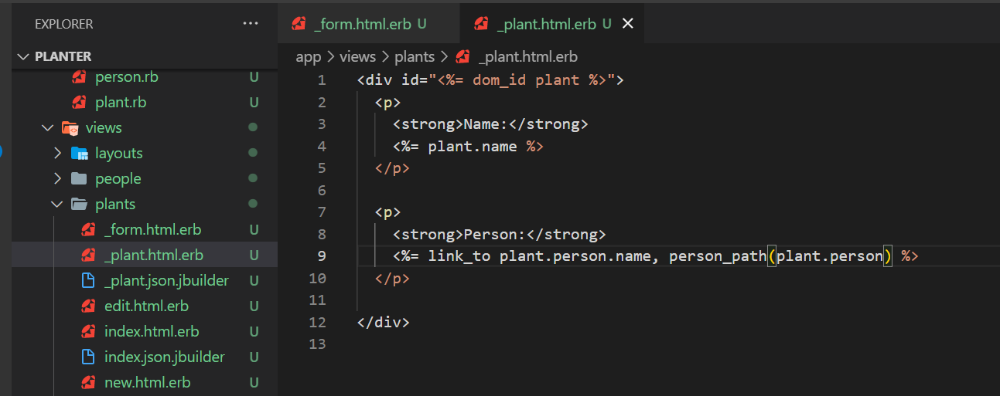 EXPLORER ...
PLANTER
person.rb U
plant.rb U
views
layouts
people
plants
_form.html.erb U
_plant.html.erb U
_plant.json.jbuilder U
edit.html.erb U
index.html.erb U
index.json.jbuilder U
new.html.erb U
_form.html.erb U
_plant.html.erb U
app > views > plants > _plant.html.erb
1 <div id="<%= dom_id plant %>">
2 <p>
3 <strong>Name:</strong>
4 <%= plant.name %>
5 </p>
6
7 <p>
8 <strong>Person:</strong>
9 <%= link_to plant.person.name, person_path(plant.person) %>
10 </p>
11
12 </div>
13